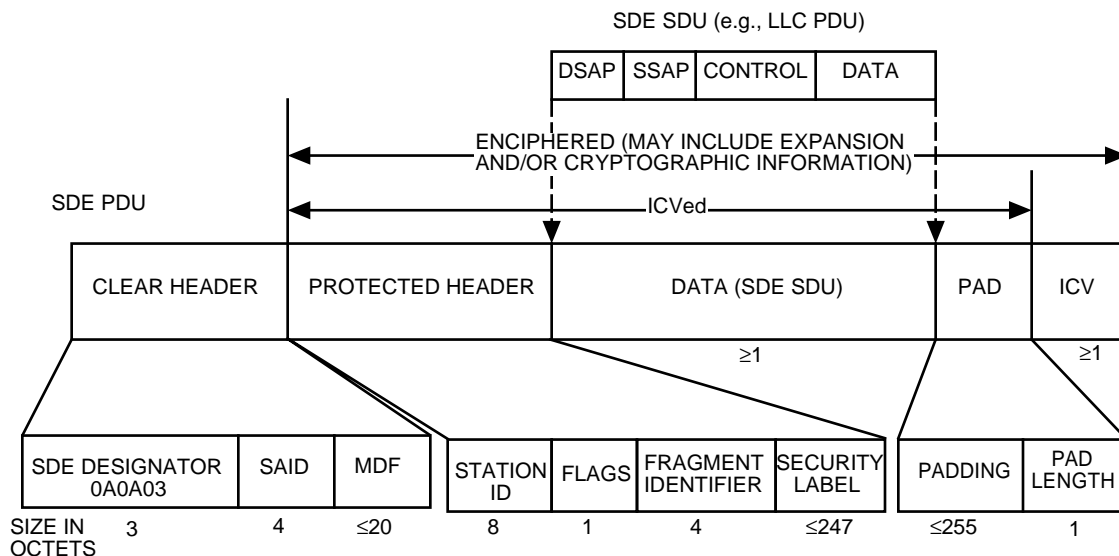 SDE SDU (e.g., LLC PDU)
DSAP SSAP CONTROL DATA
ENCIPHERED (MAY INCLUDE EXPANSION
AND/OR CRYPTOGRAPHIC INFORMATION)
SDE PDU
ICVed
CLEAR HEADER PROTECTED HEADER DATA (SDE SDU) PAD ICV
≥1 ≥1
SDE DESIGNATOR
0A0A03
SAID
MDF
STATION
ID
FLAGS
FRAGMENT
IDENTIFIER
SECURITY
LABEL
PADDING
PAD
LENGTH
SIZE IN
OCTETS
3 4 ≤20 8 1 4 ≤247 ≤255 1